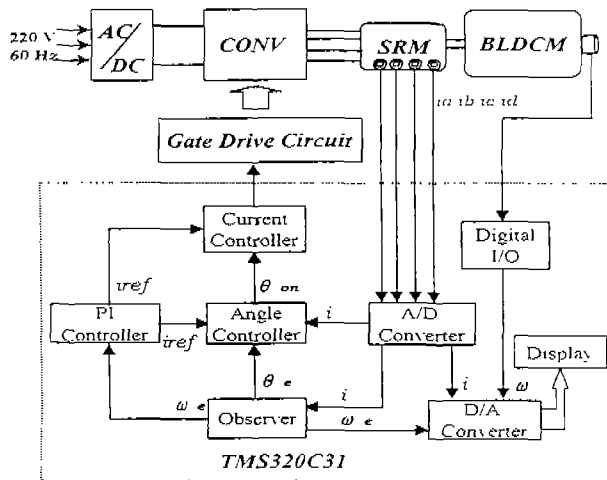 220 V
60 Hz
AC/
DC
CONV
SRM
BLDCM
ia ib ic id
Gate Drive Circuit
Current
Controller
Digital
I/O
iref
θ on
PI
Controller
iref
Angle
Controller
i
A/D
Converter
Display
θ e
i
i
ω
ω e
Observer
ω e
D/A
Converter
TMS320C31